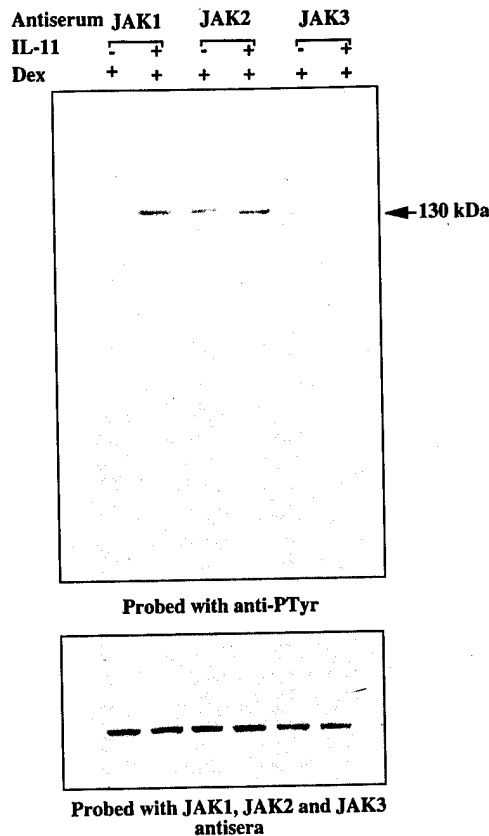 Antiserum JAK1 JAK2 JAK3
IL-11 - + - + - +
Dex + + + + + +
130 kDa
Probed with anti-PTyr
Probed with JAK1, JAK2 and JAK3
antisera